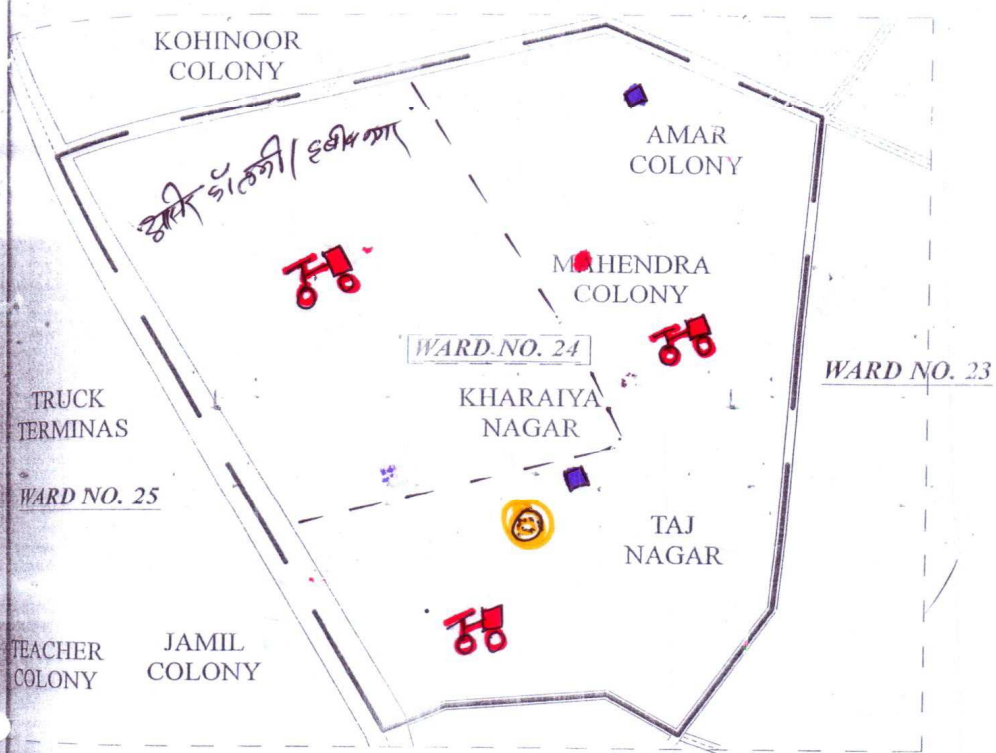 KOHINOOR
COLONY
AMAR
COLONY
कॉलनी
MAHENDRA
COLONY
WARD NO. 24
WARD NO. 23
KHARAIYA
NAGAR
TRUCK
TERMINAS
WARD NO. 25
TAJ
NAGAR
TEACHER
COLONY
JAMIL
COLONY